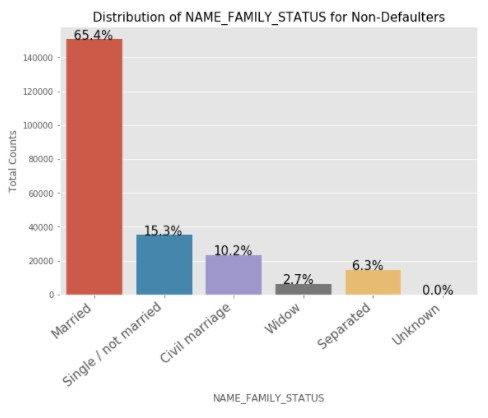 Distribution of NAME_FAMILY_STATUS for Non-Defaulters
65.4%
140000
120000
100000
80000
60000
40000
20000
0
Total Counts
15.3%
10.2%
2.7%
6.3%
0.0%
Married
Single / not married
Civil marriage
Widow
Separated
Unknown
NAME_FAMILY_STATUS